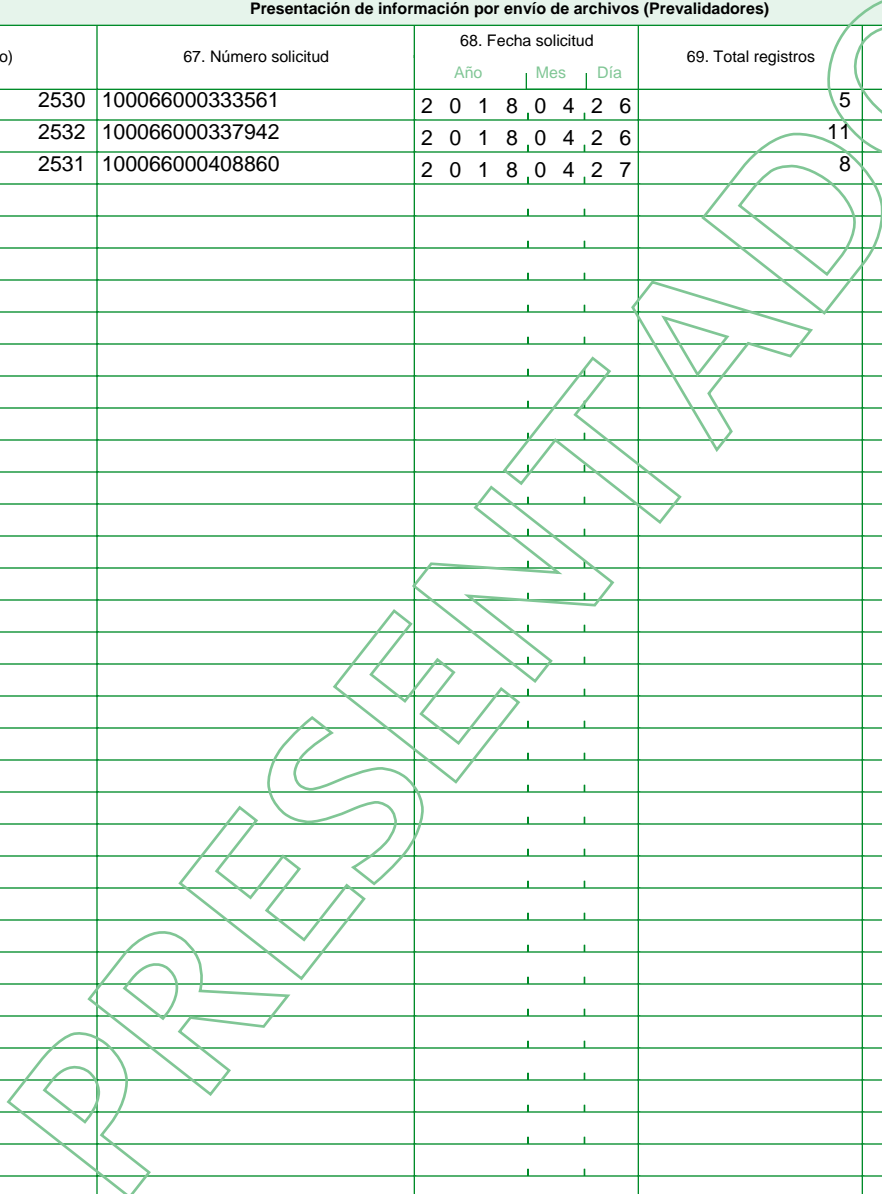 Presentación de información por envío de archivos (Prevalidadores)
o) 67. Número solicitud 68. Fecha solicitud 69. Total registros
Año Mes Día
2530 100066000333561 2 0 1 8 0 4 2 6 5
2532 100066000337942 2 0 1 8 0 4 2 6 11
2531 100066000408860 2 0 1 8 0 4 2 7 8
PRESENTADO